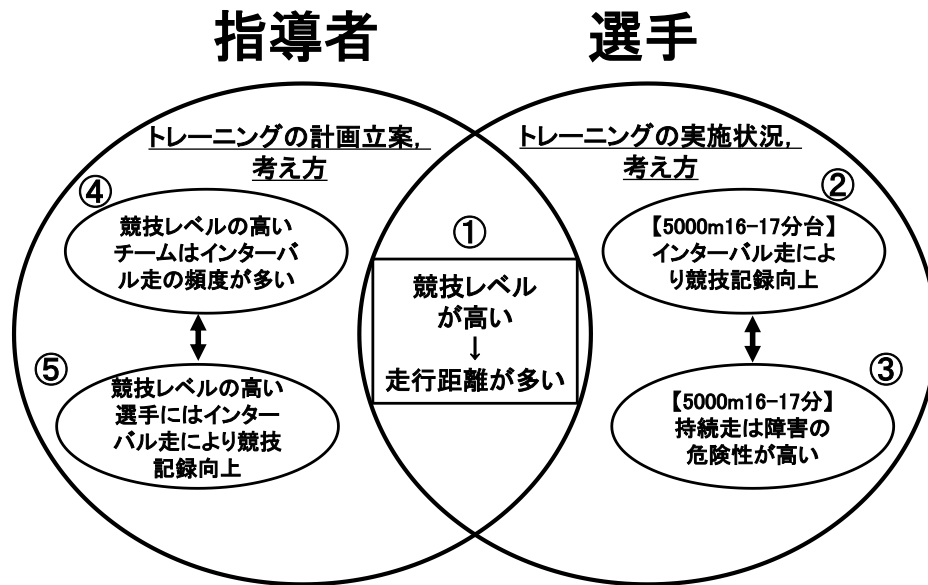 指導者
選手
トレーニングの計画立案,
考え方
トレーニングの実施状況,
考え方
④
競技レベルの高い
チームはインターバ
ル走の頻度が多い
⑤
競技レベルの高い
選手にはインター
バル走により競技
記録向上
①
競技レベル
が高い
↓
走行距離が多い
②
【5000m16-17分台】
インターバル走によ
り競技記録向上
③
【5000m16-17分】
持続走は障害の
危険性が高い